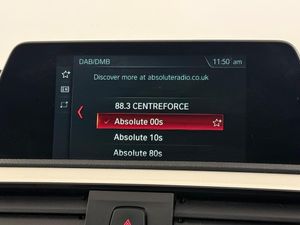 DAB/DMB 11:50 am
Discover more at absoluteradio.co.uk
88.3 CENTREFORCE
Absolute 00s
Absolute 10s
Absolute 80s